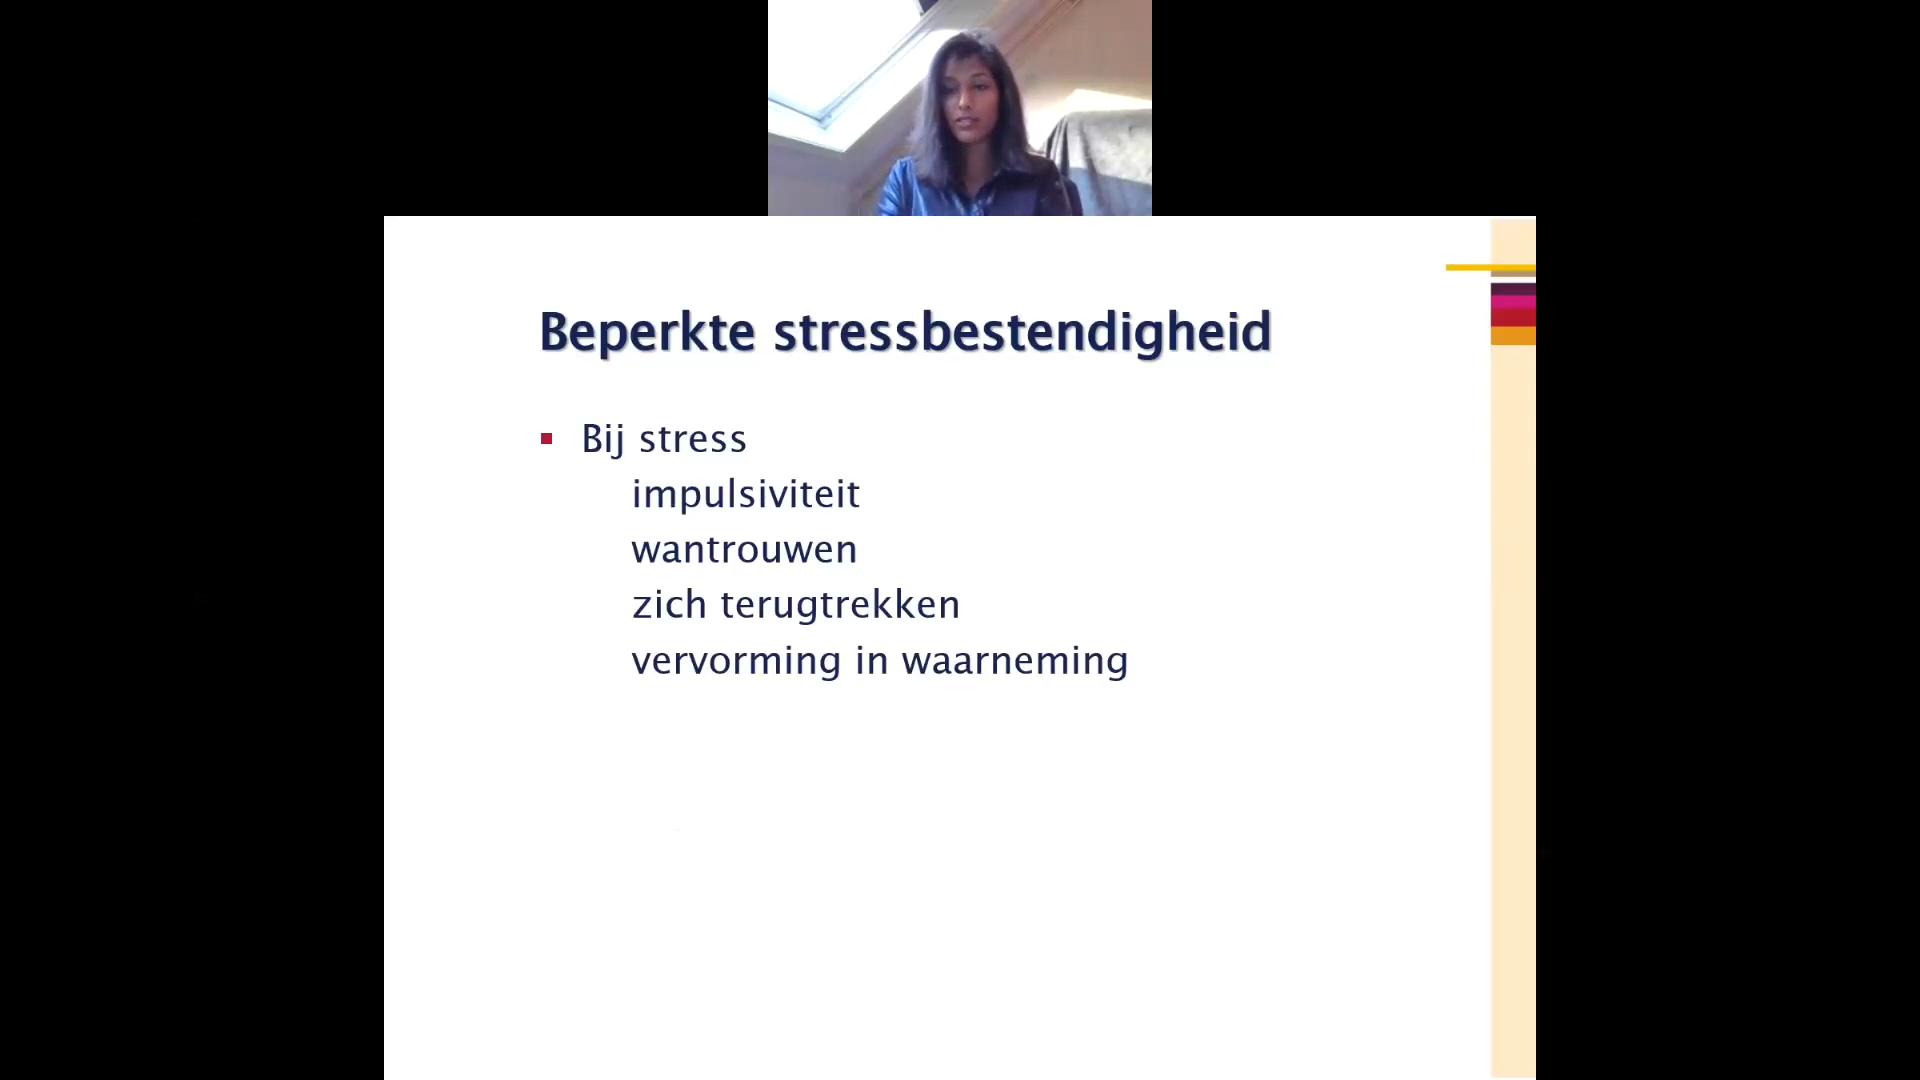 Beperkte stressbestendigheid
Bij stress
impulsiviteit
wantrouwen
zich terugtrekken
vervorming in waarneming